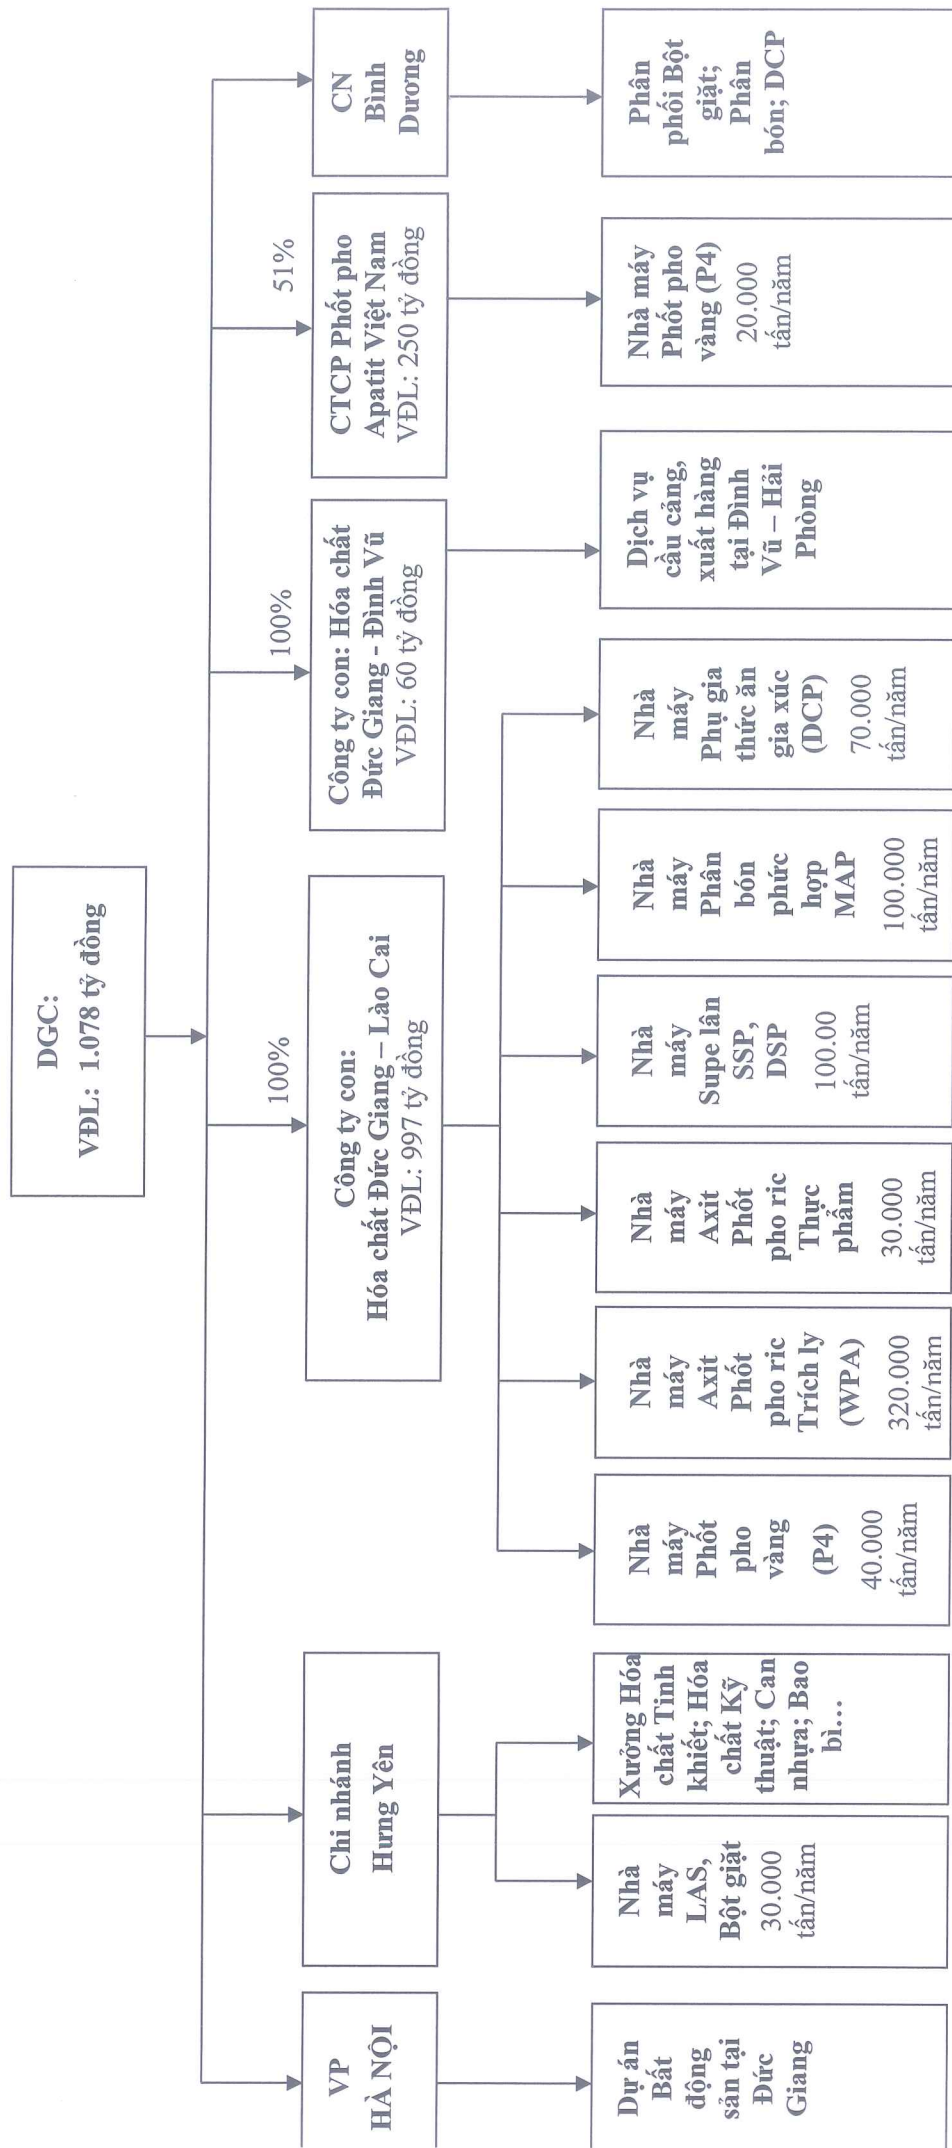 DGC:
VĐL: 1.078 tỷ đồng
100%
100%
51%
VP
HÀ NỘI
Chi nhánh
Hưng Yên
Công ty con:
Hóa chất Đức Giang – Lào Cai
VĐL: 997 tỷ đồng
Công ty con: Hóa chất
Đức Giang - Đình Vũ
VĐL: 60 tỷ đồng
CTCP Phốt pho
Apatit Việt Nam
VĐL: 250 tỷ đồng
CN
Bình
Dương
Dự án
Bất
động
sản tại
Đức
Giang
Nhà
máy
LAS,
Bột giặt
30.000
tấn/năm
Xưởng Hóa
chất Tinh
khiết; Hóa
chất Kỹ
thuật; Can
nhựa; Bao
bì...
Nhà
máy
Phốt
pho
vàng
(P4)
40.000
tấn/năm
Nhà
máy
Axit
Phốt
pho ric
Trích ly
(WPA)
320.000
tấn/năm
Nhà
máy
Axit
Phốt
pho ric
Thực
phẩm
30.000
tấn/năm
Nhà
máy
Supe lân
SSP,
DSP
100.00
tấn/năm
Nhà
máy
Phân
bón
phức
hợp
MAP
100.000
tấn/năm
Nhà
máy
Phụ gia
thức ăn
gia xúc
(DCP)
70.000
tấn/năm
Dịch vụ
cầu cảng,
xuất hàng
tại Đình
Vũ – Hải
Phòng
Nhà máy
Phốt pho
vàng (P4)
20.000
tấn/năm
Phân
phối Bột
giặt;
Phân
bón; DCP